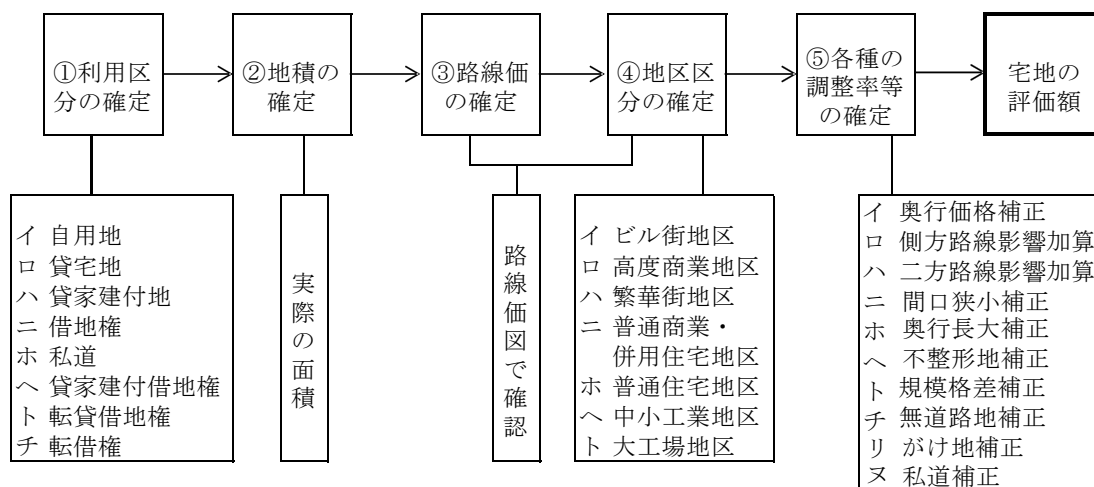 ①利用区
分の確定
②地積の
確定
③路線価
の確定
④地区区
分の確定
⑤各種の
調整率等
の確定
宅地の
評価額
イ 自用地
ロ 貸宅地
ハ 貸家建付地
ニ 借地権
ホ 私道
ヘ 貸家建付借地権
ト 転貸借地権
チ 転借権
実際の面積
路線価図で確認
イ ビル街地区
ロ 高度商業地区
ハ 繁華街地区
ニ 普通商業・
併用住宅地区
ホ 普通住宅地区
ヘ 中小工業地区
ト 大工場地区
イ 奥行価格補正
ロ 側方路線影響加算
ハ 二方路線影響加算
ニ 間口狭小補正
ホ 奥行長大補正
ヘ 不整形地補正
ト 規模格差補正
チ 無道路地補正
リ がけ地補正
ヌ 私道補正